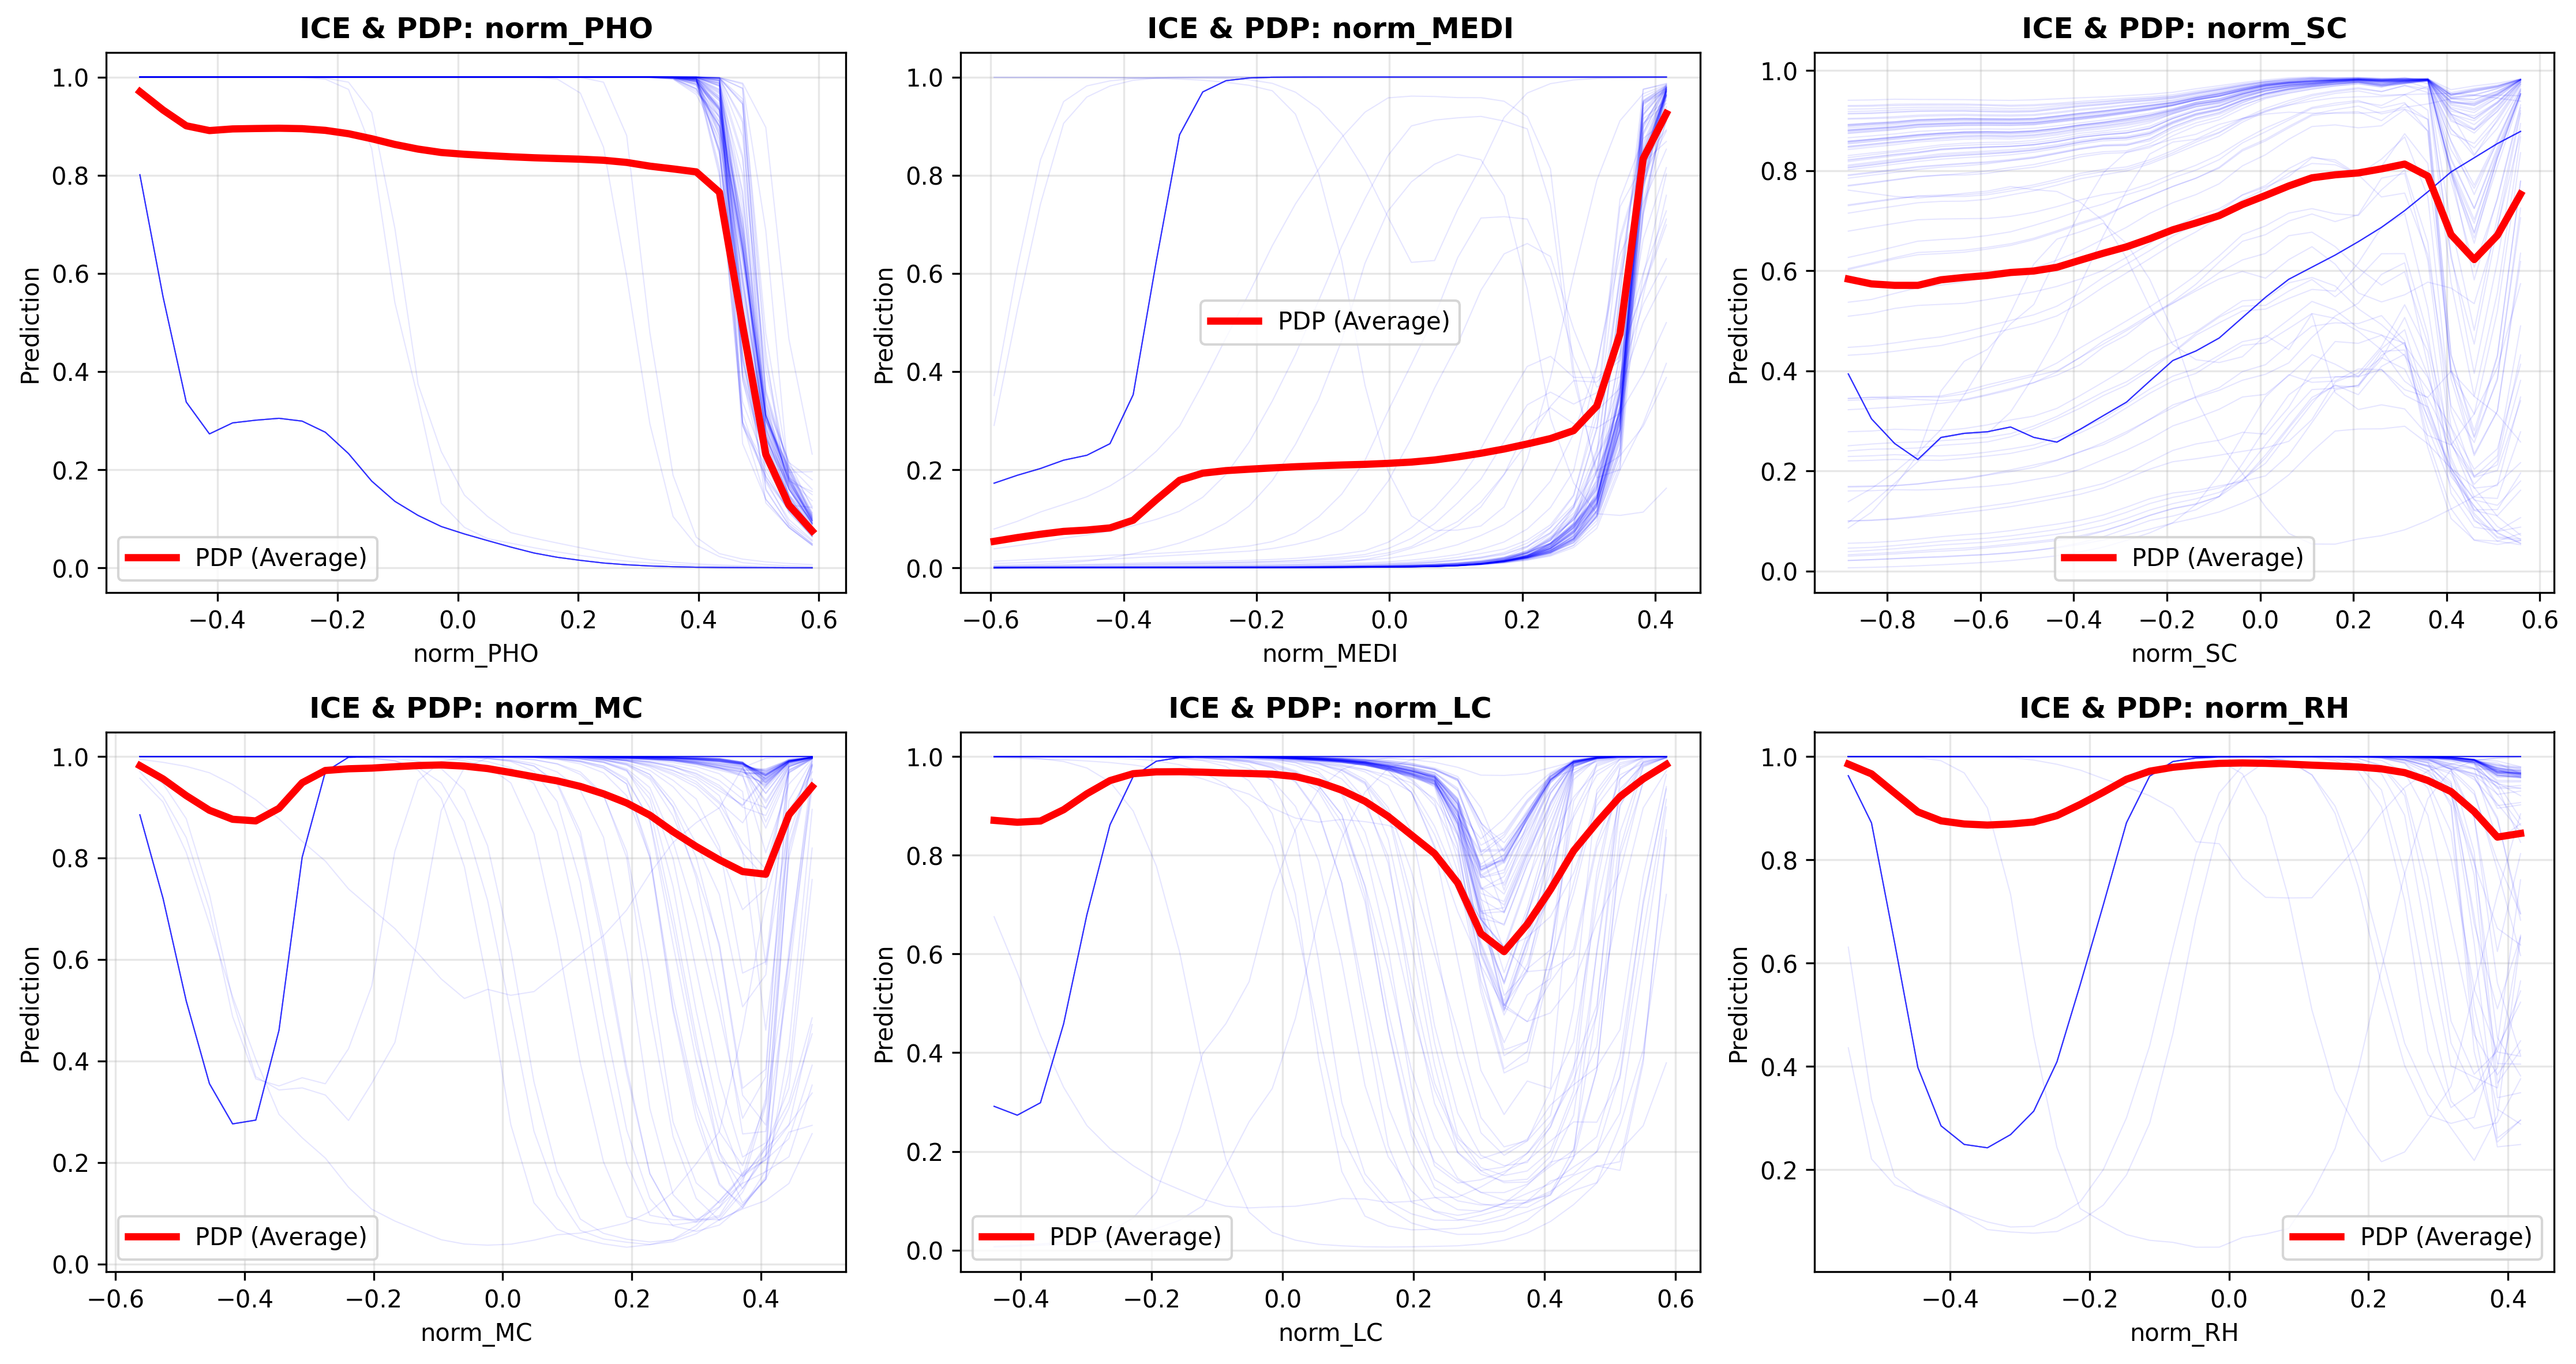 ICE & PDP: norm_PHO
Prediction
1.0
0.8
0.6
0.4
0.2
0.0
PDP (Average)
−0.4 −0.2 0.0 0.2 0.4 0.6
norm_PHO
ICE & PDP: norm_MEDI
Prediction
1.0
0.8
0.6
0.4
0.2
0.0
PDP (Average)
−0.6 −0.4 −0.2 0.0 0.2 0.4
norm_MEDI
ICE & PDP: norm_SC
Prediction
1.0
0.8
0.6
0.4
0.2
0.0
PDP (Average)
−0.8 −0.6 −0.4 −0.2 0.0 0.2 0.4 0.6
norm_SC
ICE & PDP: norm_MC
Prediction
1.0
0.8
0.6
0.4
0.2
0.0
PDP (Average)
−0.6 −0.4 −0.2 0.0 0.2 0.4
norm_MC
ICE & PDP: norm_LC
Prediction
1.0
0.8
0.6
0.4
0.2
0.0
PDP (Average)
−0.4 −0.2 0.0 0.2 0.4 0.6
norm_LC
ICE & PDP: norm_RH
Prediction
1.0
0.8
0.6
0.4
0.2
PDP (Average)
−0.4 −0.2 0.0 0.2 0.4
norm_RH